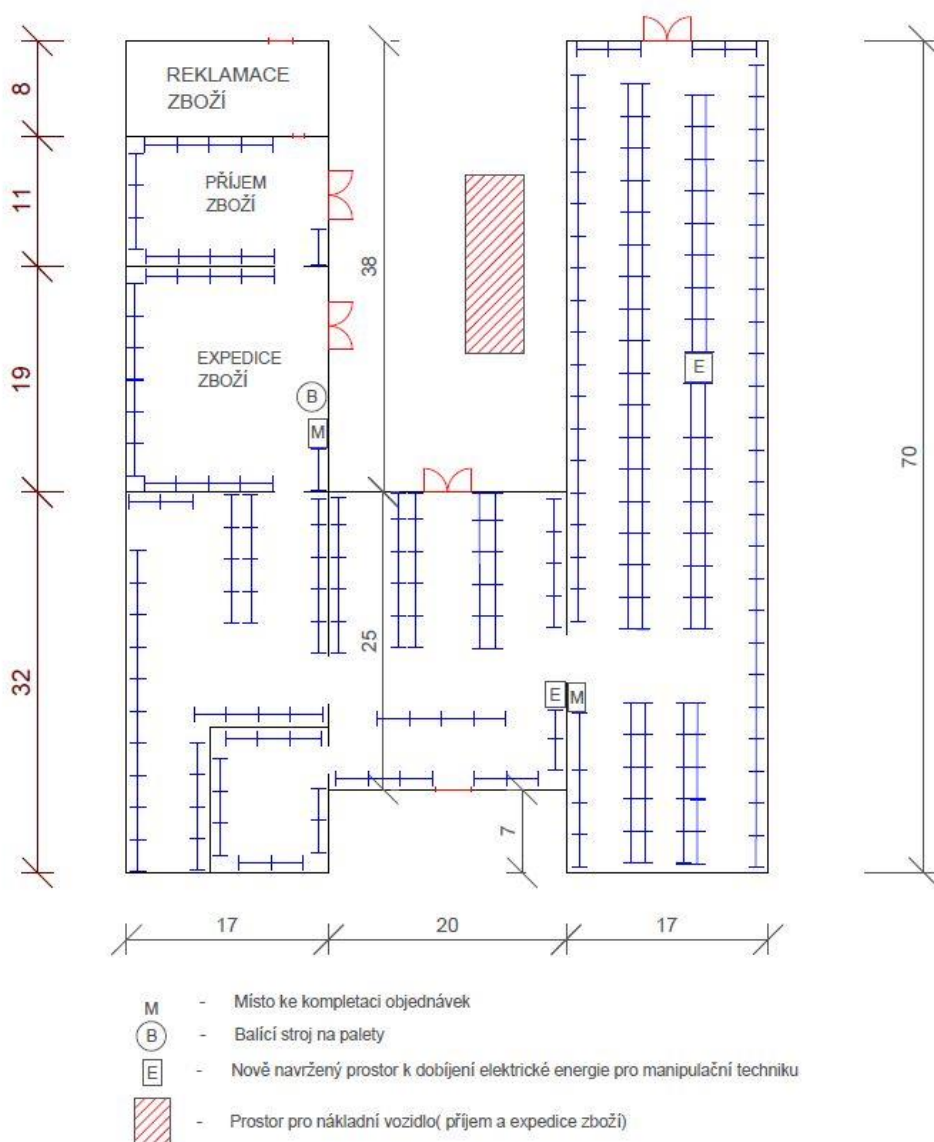 REKLAMACE
ZBOŽÍ
8
PŘÍJEM
ZBOŽÍ
11
38
EXPEDICE
ZBOŽÍ
19
B
M
E
70
25
32
E
M
7
17
20
17
M - Místo ke kompletaci objednávek
B - Balící stroj na palety
E - Nově navržený prostor k dobíjení elektrické energie pro manipulační techniku
- Prostor pro nákladní vozidlo( příjem a expedice zboží)